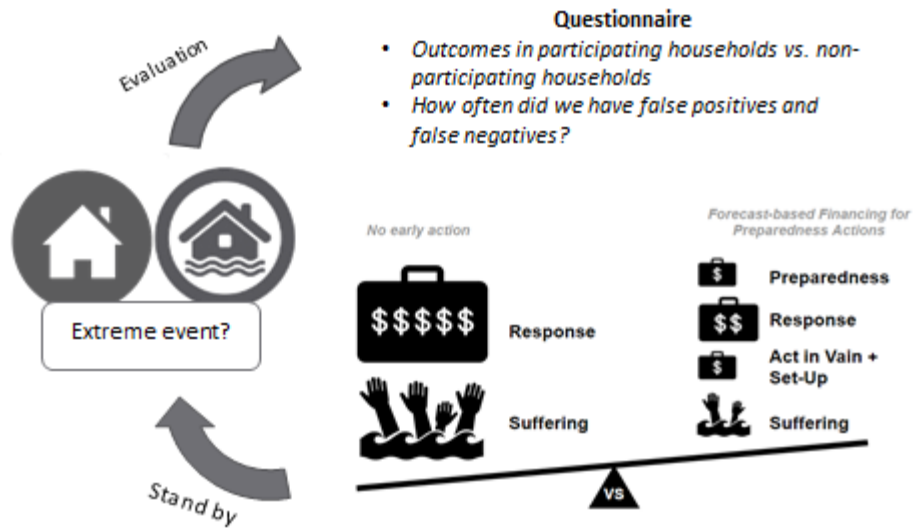 Questionnaire
• Outcomes in participating households vs. non-
participating households
• How often did we have false positives and
false negatives?
Evaluation
Extreme event?
Stand by
No early action
$$$$$
Response
Suffering
Forecast-based Financing for
Preparedness Actions
$
Preparedness
$$
Response
$
Act in Vain +
Set-Up
Suffering
VS